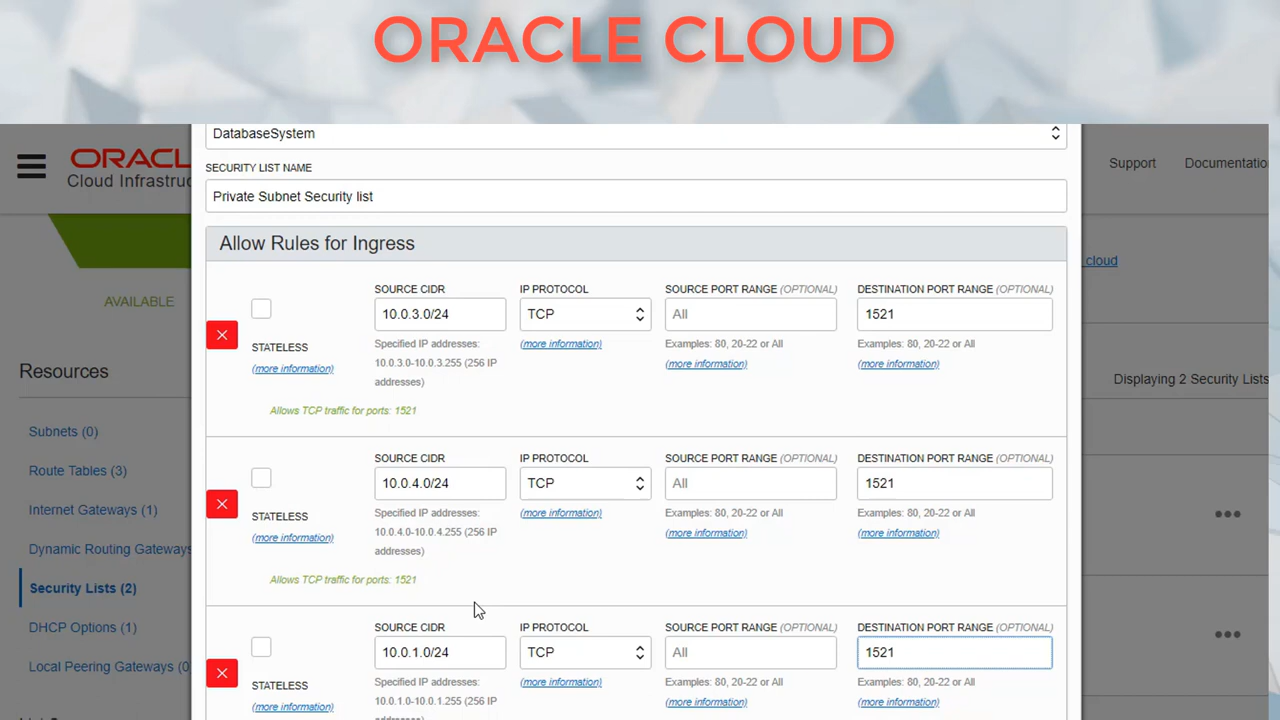 ORACLE CLOUD
DatabaseSystem
ORACL
Cloud Infrastruc
Support
Documentatio
SECURITY LIST NAME
Private Subnet Security list
Allow Rules for Ingress
cloud
AVAILABLE
SOURCE CIDR IP PROTOCOL SOURCE PORT RANGE (OPTIONAL) DESTINATION PORT RANGE (OPTIONAL)
10.0.3.0/24 TCP All 1521
STATELESS
(more information)
Specified IP addresses:
10.0.3.0-10.0.3.255 (256 IP
addresses)
(more information)
Examples: 80, 20-22 or All
(more information)
Examples: 80, 20-22 or All
(more information)
Allows TCP traffic for ports: 1521
Resources
Displaying 2 Security Lists
Subnets (0)
Route Tables (3)
Internet Gateways (1)
Dynamic Routing Gateways
Security Lists (2)
DHCP Options (1)
Local Peering Gateways (0
SOURCE CIDR IP PROTOCOL SOURCE PORT RANGE (OPTIONAL) DESTINATION PORT RANGE (OPTIONAL)
10.0.4.0/24 TCP All 1521
STATELESS
(more information)
Specified IP addresses:
10.0.4.0-10.0.4.255 (256 IP
addresses)
(more information)
Examples: 80, 20-22 or All
(more information)
Examples: 80, 20-22 or All
(more information)
Allows TCP traffic for ports: 1521
SOURCE CIDR IP PROTOCOL SOURCE PORT RANGE (OPTIONAL) DESTINATION PORT RANGE (OPTIONAL)
10.0.1.0/24 TCP All 1521
STATELESS
(more information)
Specified IP addresses:
10.0.1.0-10.0.1.255 (256 IP
(more information)
Examples: 80, 20-22 or All
(more information)
Examples: 80, 20-22 or All
(more information)